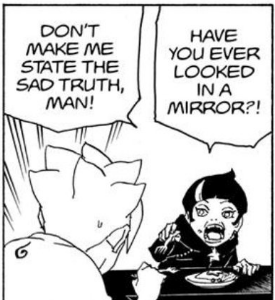 HAVE
YOU EVER
LOOKED
IN A
MIRROR?!
DON'T
MAKE ME
STATE THE
SAD TRUTH,
MAN!